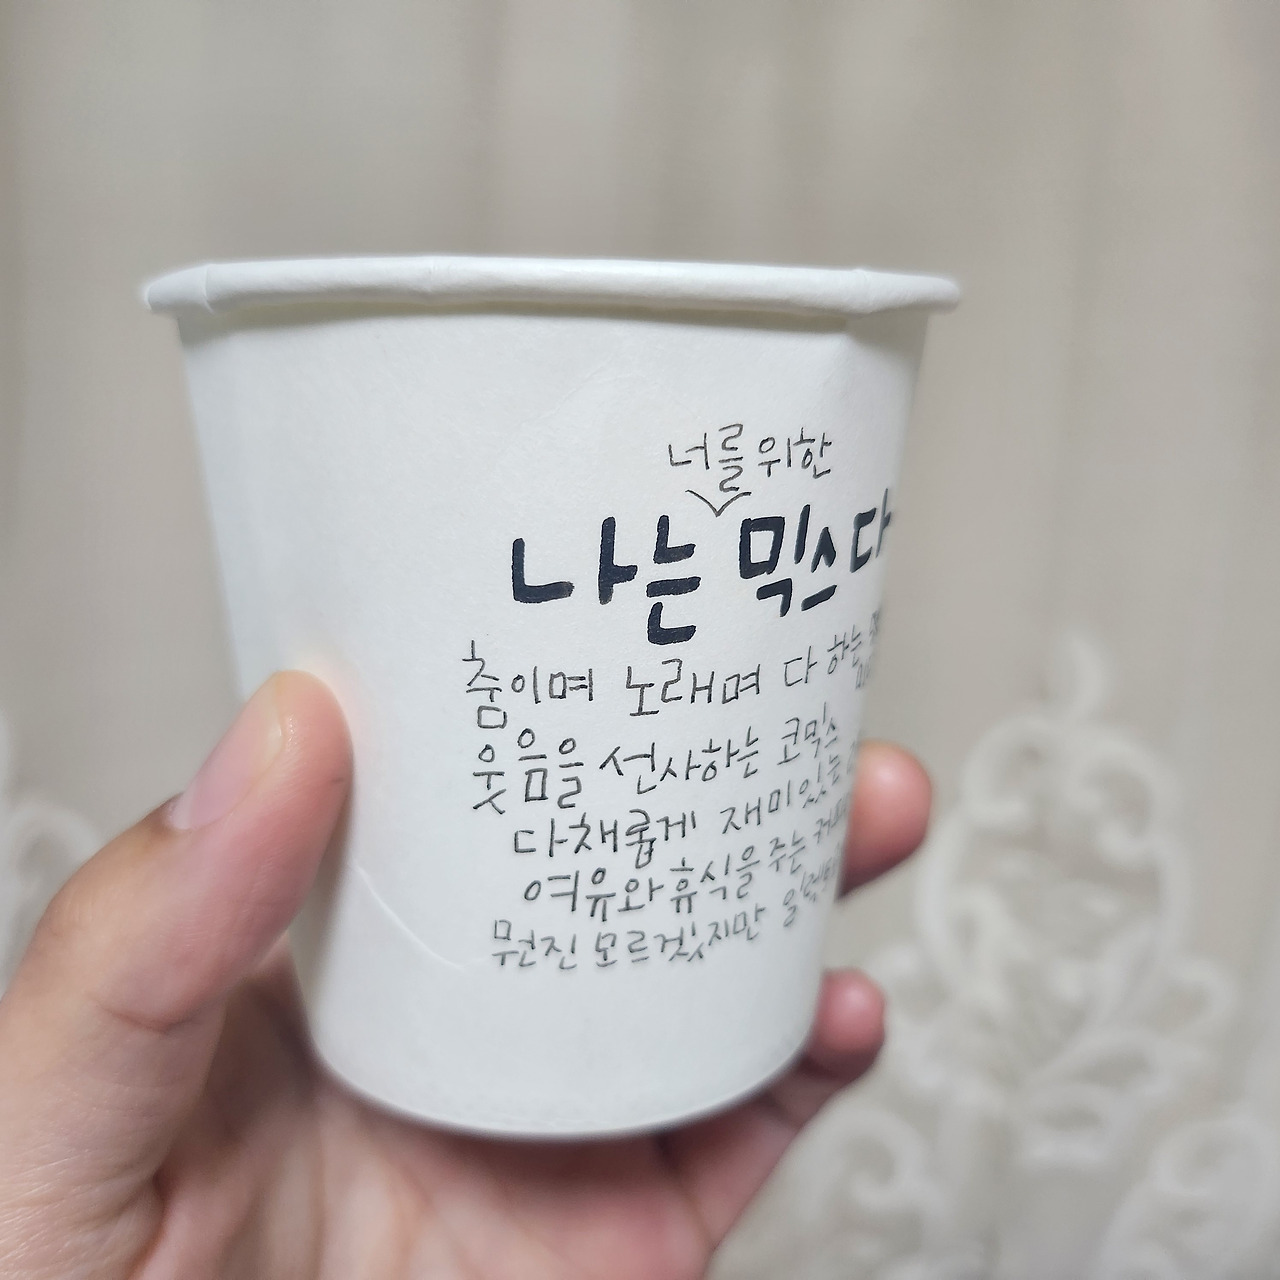 너를 위한
나는 믹스다
춤이며 노래며 다 하는
웃음을 선사하는 코믹스
다채롭게 재미있는
여유와 휴식을 주는
뭔진 모르겠지만